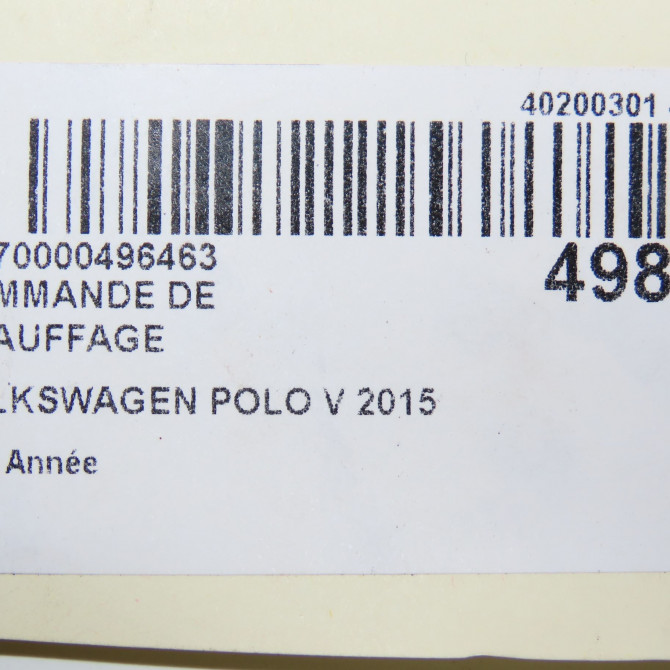 40200301
70000496463
498
MMANDE DE
AUFFAGE
LKSWAGEN POLO V 2015
Année